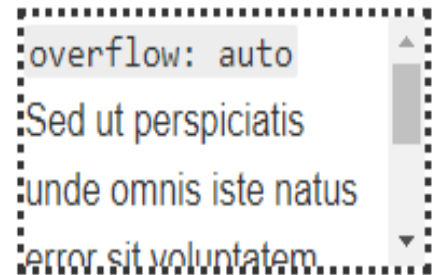 overflow: auto
Sed ut perspiciatis
unde omnis iste natus
error sit voluptatem